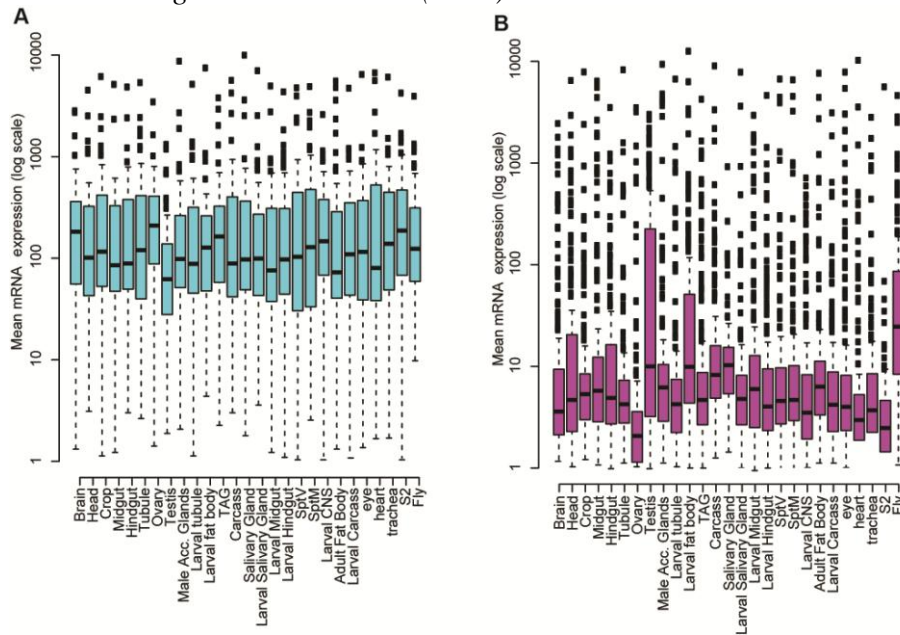 A
Mean mRNA expression (log scale)
10000
1000
100
10
1
Brain
Head
Crop
Midgut
Hindgut
Tubule
Ovary
Testis
Male Acc. Glands
Larval tubule
Larval fat body
TAG
Carcass
Salivary Gland
Larval Salivary Gland
Larval Midgut
Larval Hindgut
SptV
SptM
Larval CNS
Adult Fat Body
Larval Carcass
eye
heart
trachea
S2
Fly
B
Mean mRNA expression (log scale)
10000
1000
100
10
1
Brain
Head
Crop
Midgut
Hindgut
Tubule
Ovary
Testis
Male Acc. Glands
Larval tubule
Larval fat body
TAG
Carcass
Salivary Gland
Larval Salivary Gland
Larval Midgut
Larval Hindgut
SptV
SptM
Larval CNS
Adult Fat Body
Larval Carcass
eye
heart
trachea
S2
Fly